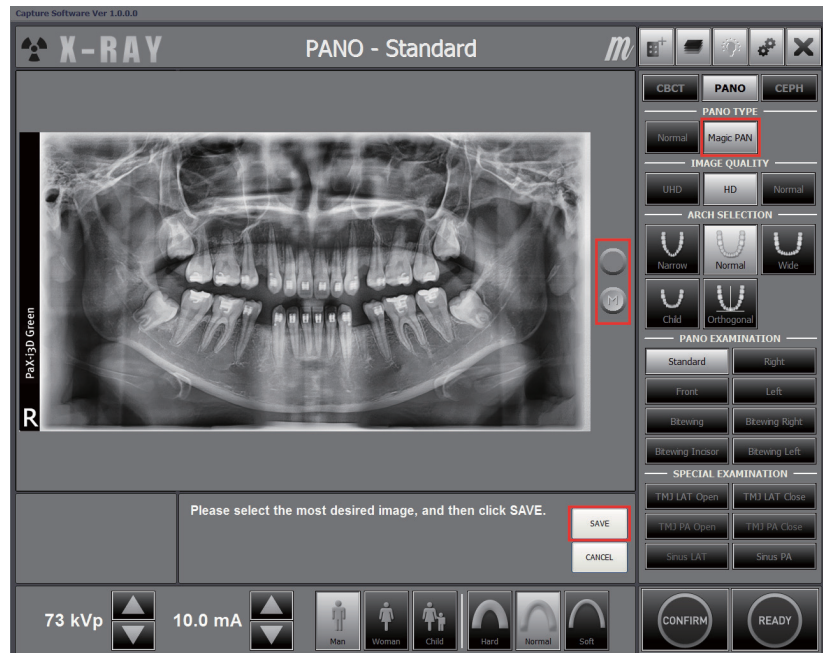 Capture Software Ver 1.0.0.0
X-RAY
PANO - Standard
m
CBCT PANO CEPH
PANO TYPE
Normal Magic PAN
IMAGE QUALITY
UHD HD Normal
ARCH SELECTION
Narrow Normal Wide
Child Orthogonal
PANO EXAMINATION
Standard Right
Front Left
Bitewing Bitewing Right
Bitewing Incisor Bitewing Left
SPECIAL EXAMINATION
TMJ LAT Open TMJ LAT Close
TMJ PA Open TMJ PA Close
Sinus LAT Sinus PA
PaX-i3D Green
R
M
Please select the most desired image, and then click SAVE.
SAVE
CANCEL
73 kVp 10.0 mA
Man Woman Child Hard Normal Soft
CONFIRM READY